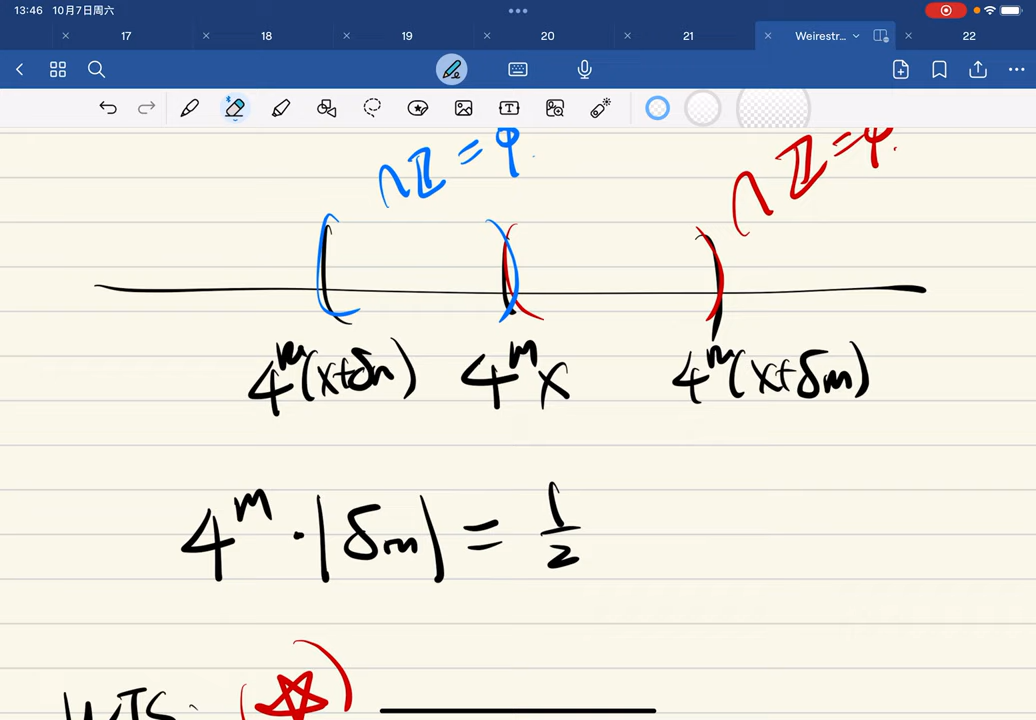 13:46 10月7日周六
17 18 19 20 21 Weirestr... 22
∩ℤ = φ. ∩ℤ = φ.
4^m(x+δm) 4^m x 4^m(x+δm)
4^m · |δm| = 1/2
WTS: (☆)